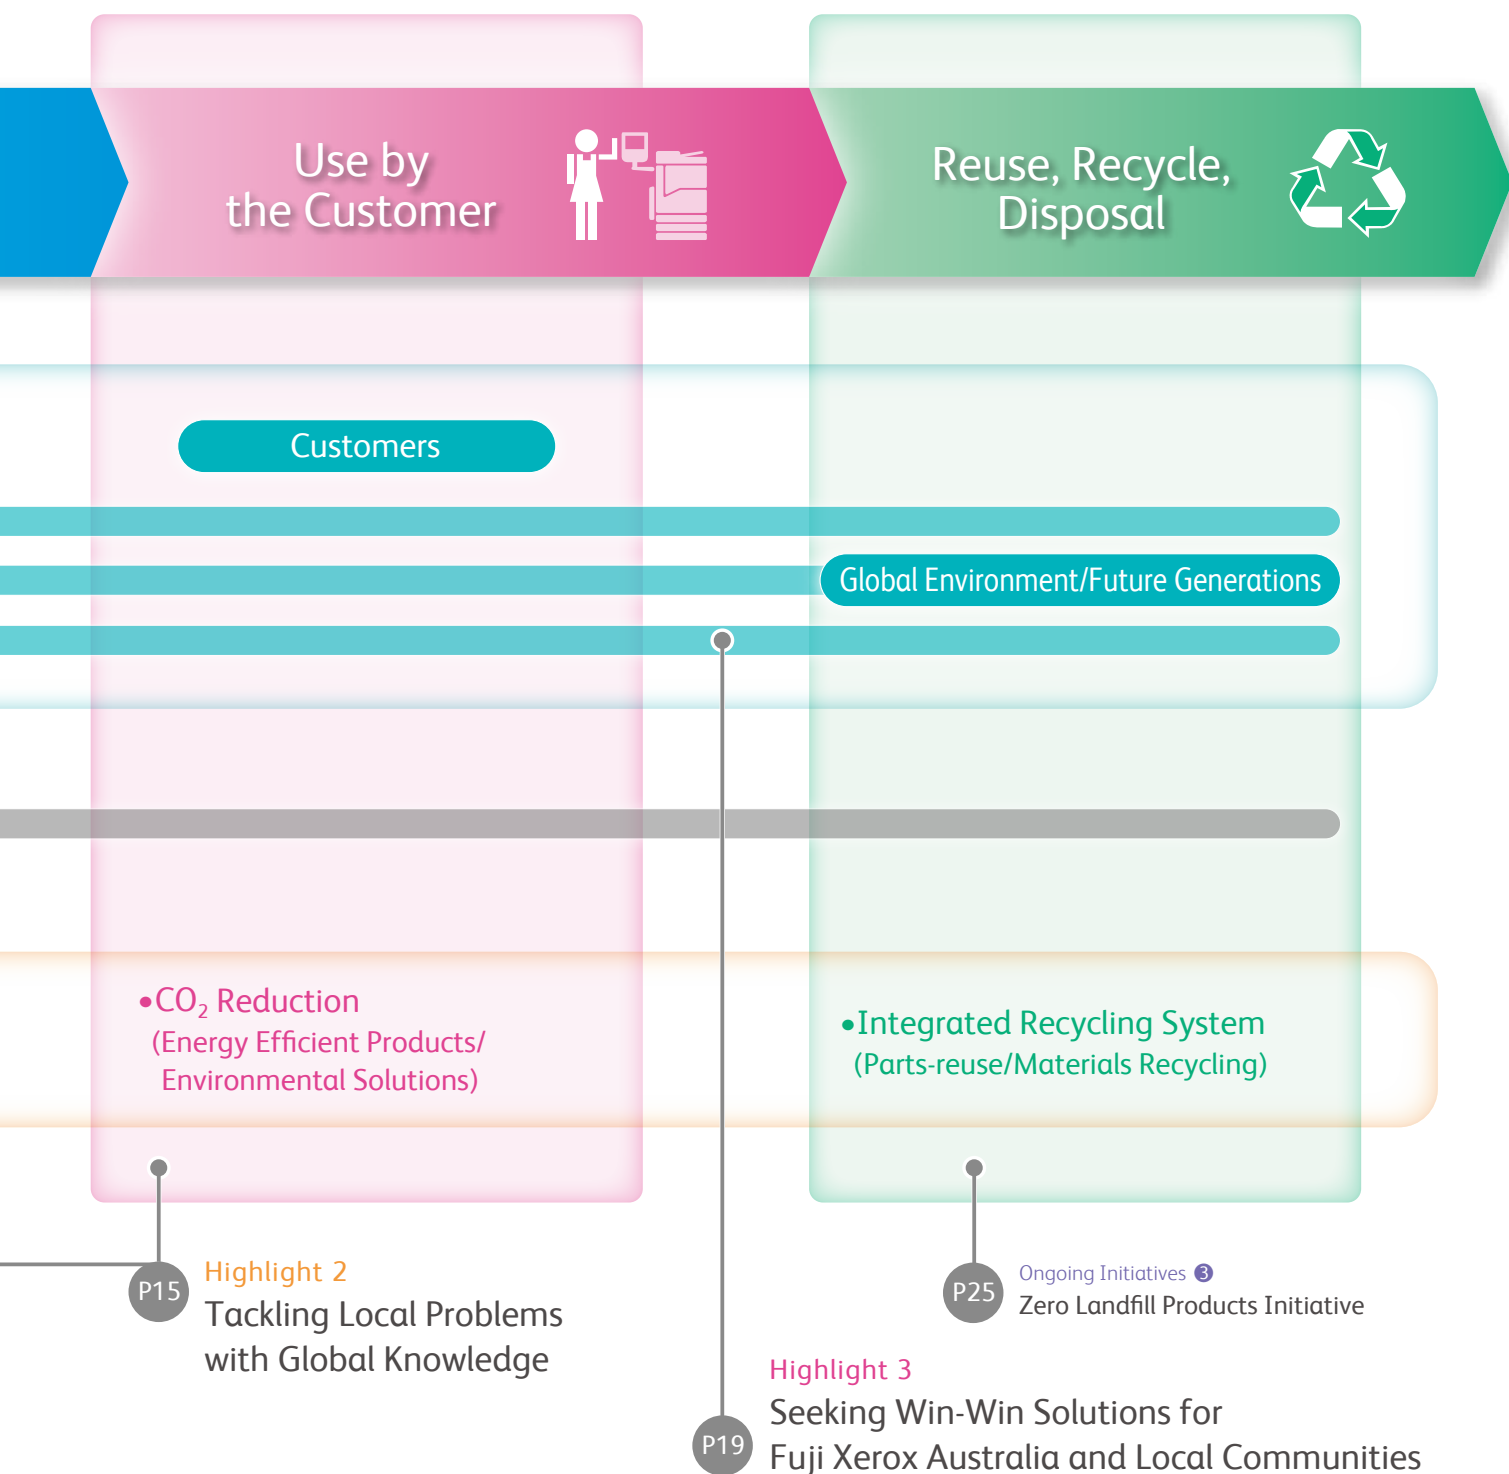 Use by
the Customer
Reuse, Recycle,
Disposal
Customers
Global Environment/Future Generations
•CO₂ Reduction
(Energy Efficient Products/
Environmental Solutions)
•Integrated Recycling System
(Parts-reuse/Materials Recycling)
P15
Highlight 2
Tackling Local Problems
with Global Knowledge
P25
Ongoing Initiatives ❸
Zero Landfill Products Initiative
P19
Highlight 3
Seeking Win-Win Solutions for
Fuji Xerox Australia and Local Communities